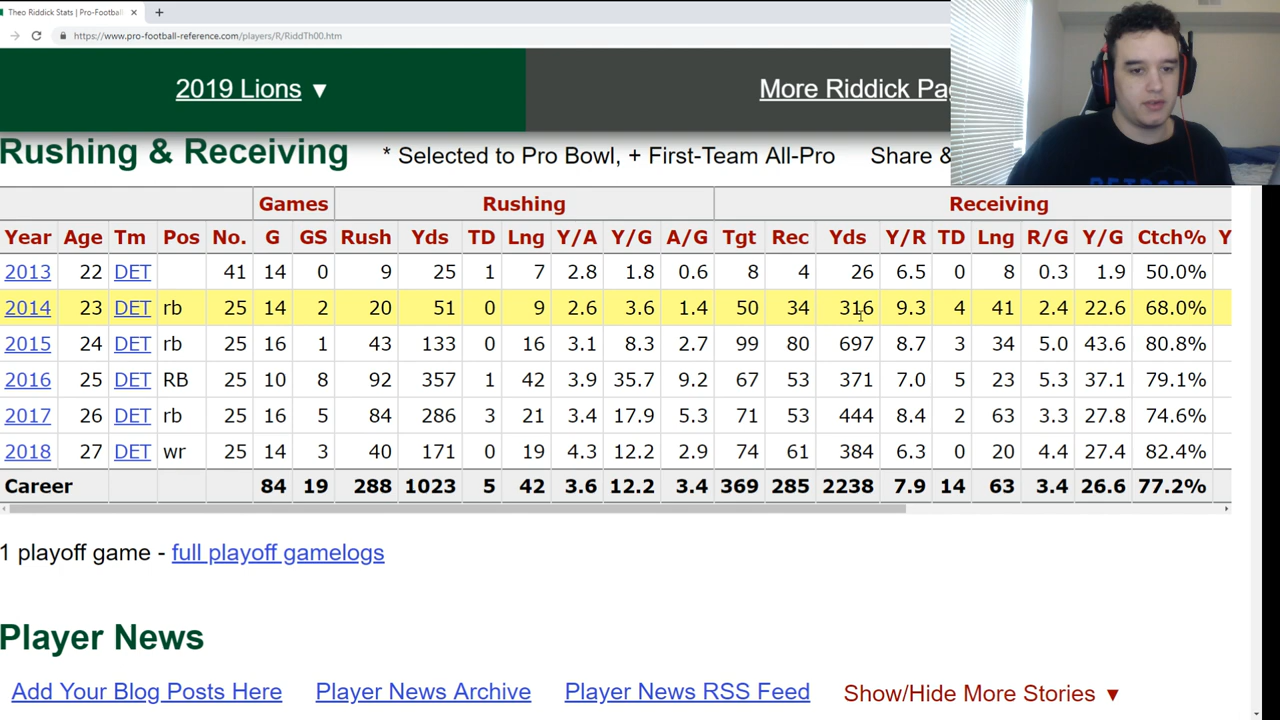 Theo Riddick Stats | Pro-Footbal
https://www.pro-football-reference.com/players/R/RiddTh00.htm
2019 Lions ▼
More Riddick
Rushing & Receiving * Selected to Pro Bowl, + First-Team All-Pro Share &
Games Rushing Receiving
Year Age Tm Pos No. G GS Rush Yds TD Lng Y/A Y/G A/G Tgt Rec Yds Y/R TD Lng R/G Y/G Ctch% Y
2013 22 DET 41 14 0 9 25 1 7 2.8 1.8 0.6 8 4 26 6.5 0 8 0.3 1.9 50.0%
2014 23 DET rb 25 14 2 20 51 0 9 2.6 3.6 1.4 50 34 316 9.3 4 41 2.4 22.6 68.0%
2015 24 DET rb 25 16 1 43 133 0 16 3.1 8.3 2.7 99 80 697 8.7 3 34 5.0 43.6 80.8%
2016 25 DET RB 25 10 8 92 357 1 42 3.9 35.7 9.2 67 53 371 7.0 5 23 5.3 37.1 79.1%
2017 26 DET rb 25 16 5 84 286 3 21 3.4 17.9 5.3 71 53 444 8.4 2 63 3.3 27.8 74.6%
2018 27 DET wr 25 14 3 40 171 0 19 4.3 12.2 2.9 74 61 384 6.3 0 20 4.4 27.4 82.4%
Career 84 19 288 1023 5 42 3.6 12.2 3.4 369 285 2238 7.9 14 63 3.4 26.6 77.2%
1 playoff game - full playoff gamelogs
Player News
Add Your Blog Posts Here Player News Archive Player News RSS Feed Show/Hide More Stories ▼